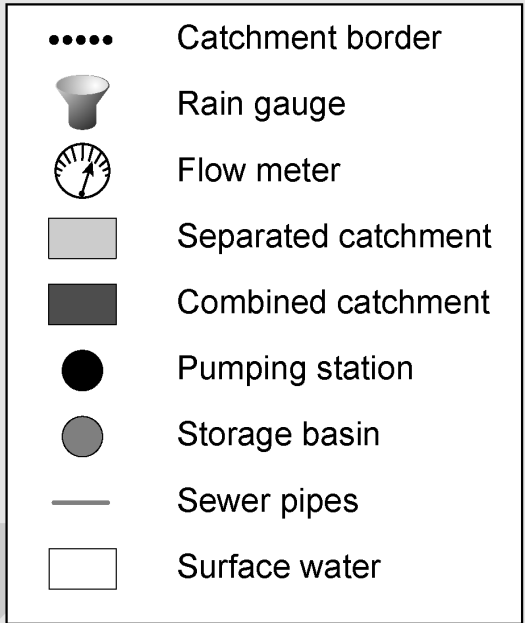 Catchment border
Rain gauge
Flow meter
Separated catchment
Combined catchment
Pumping station
Storage basin
Sewer pipes
Surface water